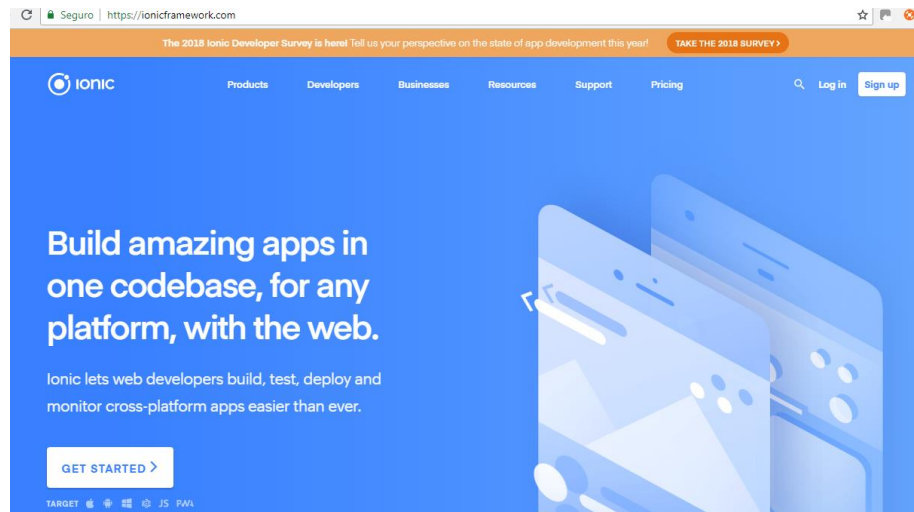 Seguro | https://ionicframework.com
The 2018 Ionic Developer Survey is here! Tell us your perspective on the state of app development this year! TAKE THE 2018 SURVEY >
ionic Products Developers Businesses Resources Support Pricing Log in Sign up
Build amazing apps in
one codebase, for any
platform, with the web.
Ionic lets web developers build, test, deploy and
monitor cross-platform apps easier than ever.
GET STARTED >
TARGET JS PWA